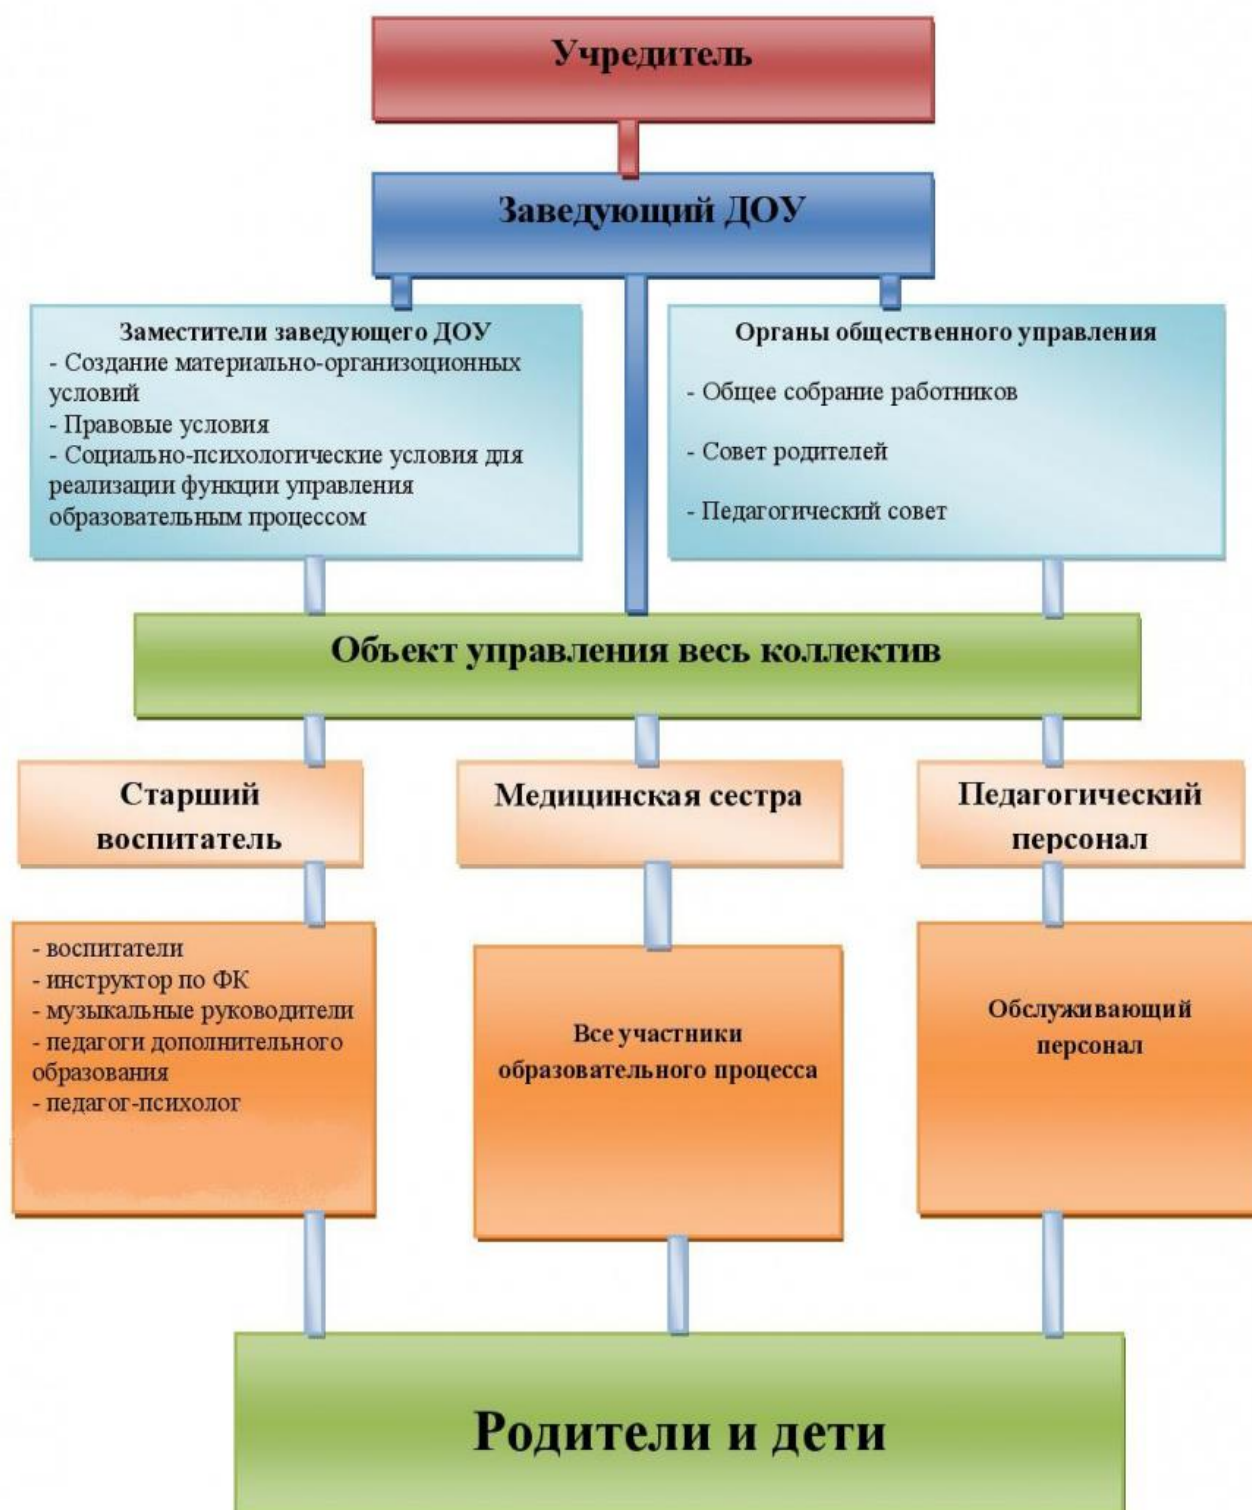 Учредитель
Заведующий ДОУ
Заместители заведующего ДОУ
- Создание материально-организоционных
условий
- Правовые условия
- Социально-психологические условия для
реализации функции управления
образовательным процессом
Органы общественного управления
- Общее собрание работников
- Совет родителей
- Педагогический совет
Объект управления весь коллектив
Старший
воспитатель
Медицинская сестра
Педагогический
персонал
- воспитатели
- инструктор по ФК
- музыкальные руководители
- педагоги дополнительного
образования
- педагог-психолог
Все участники
образовательного процесса
Обслуживающий
персонал
Родители и дети